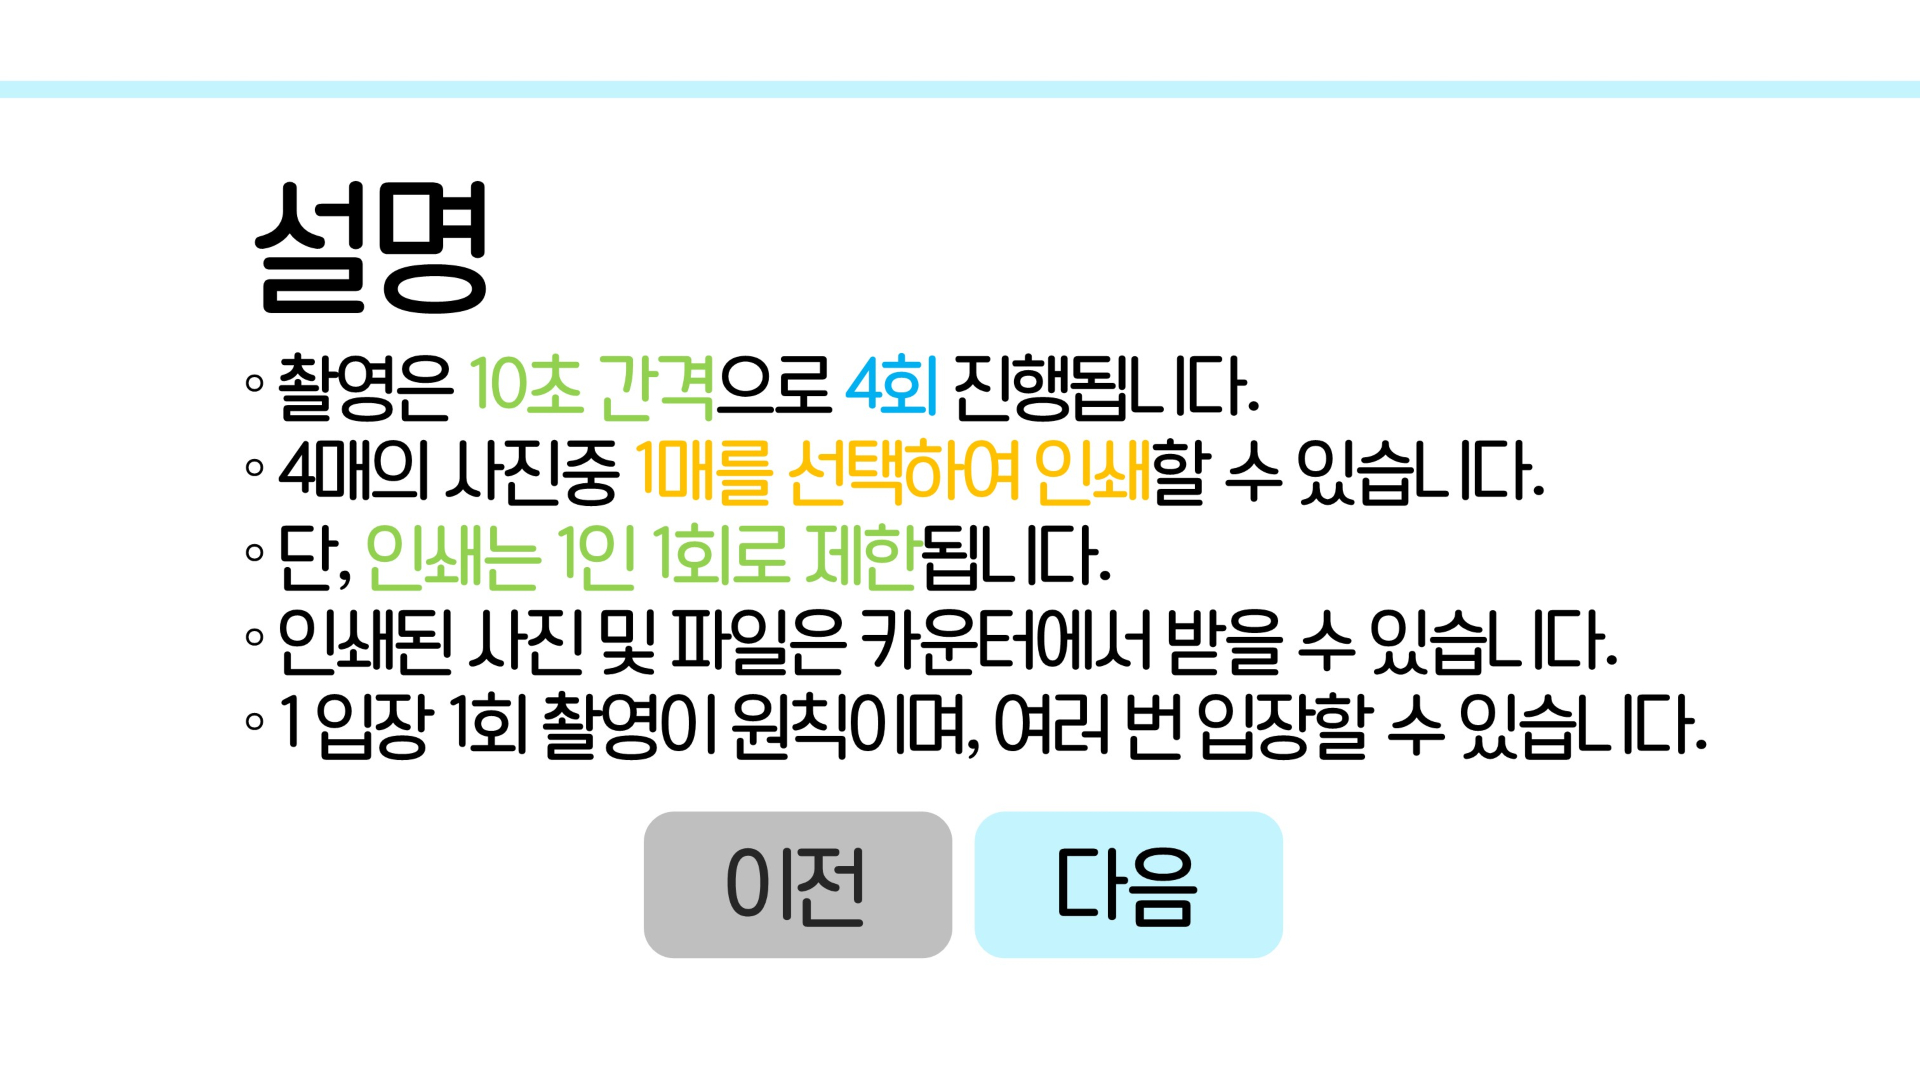 설명
◦ 촬영은 10초 간격으로 4회 진행됩니다.
◦ 4매의 사진중 1매를 선택하여 인쇄할 수 있습니다.
◦ 단, 인쇄는 1인 1회로 제한됩니다.
◦ 인쇄된 사진 및 파일은 카운터에서 받을 수 있습니다.
◦ 1 입장 1회 촬영이 원칙이며, 여러 번 입장할 수 있습니다.
이전 다음